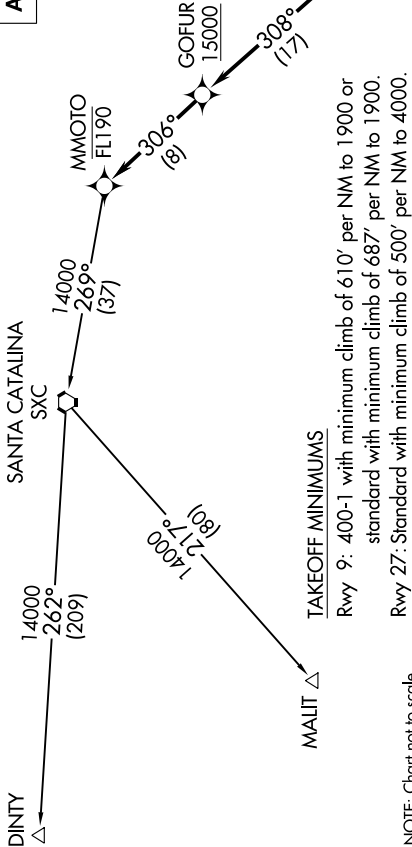 A
GOFUR
15000
308°
(17)
MMOTO
FL190
306°
(8)
14000
269°
(37)
SANTA CATALINA
SXC
14000
262°
(209)
14000
217°
(80)
DINTY
MALIT
TAKEOFF MINIMUMS
Rwy 9: 400-1 with minimum climb of 610' per NM to 1900 or
standard with minimum climb of 687' per NM to 1900.
Rwy 27: Standard with minimum climb of 500' per NM to 4000.
NOTE: Chart not to scale